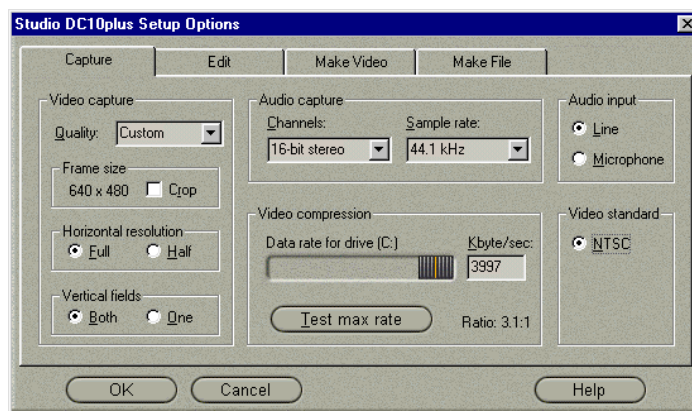 Studio DC10plus Setup Options
Capture
Edit
Make Video
Make File
Video capture
Quality: Custom
Frame size
640 x 480 Crop
Horizontal resolution
Full Half
Vertical fields
Both One
Audio capture
Channels: Sample rate:
16-bit stereo 44.1 kHz
Video compression
Data rate for drive (C:) Kbyte/sec:
3997
Test max rate Ratio: 3.1:1
Audio input
Line
Microphone
Video standard
NTSC
OK
Cancel
Help